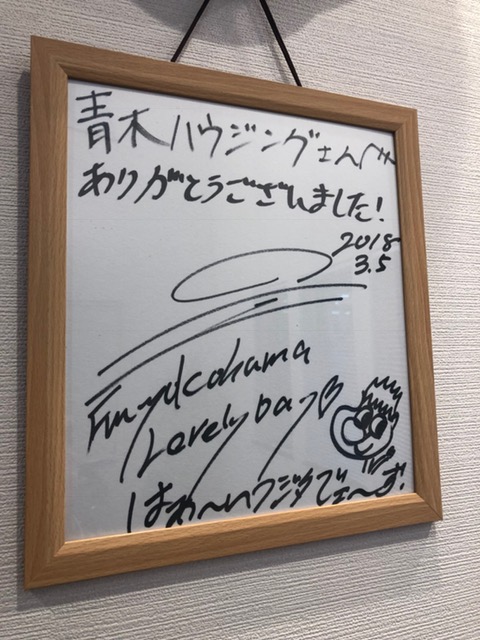 青木ハウジングさんへ
ありがとうございました!
2018
3.5
Fm yokohama
Lovely Day♡
はぁ〜いフジタでぇ〜す!